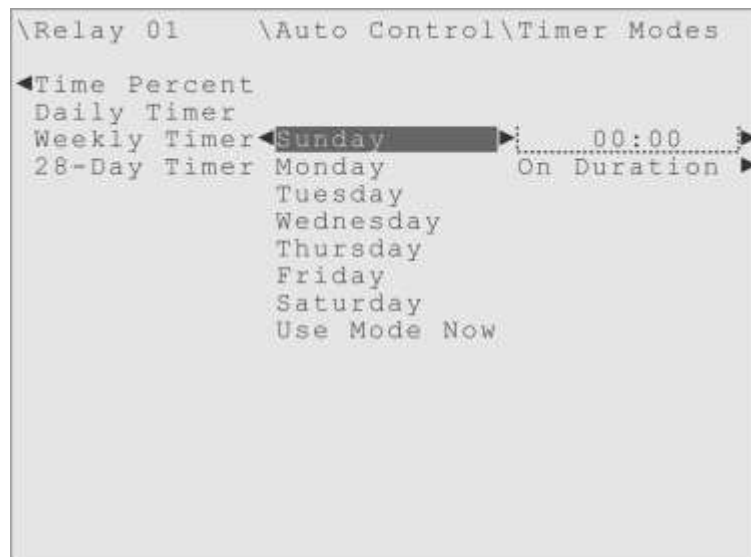 \Relay 01 \Auto Control\Timer Modes
Time Percent
Daily Timer
Weekly Timer Sunday 00:00
28-Day Timer Monday On Duration
Tuesday
Wednesday
Thursday
Friday
Saturday
Use Mode Now